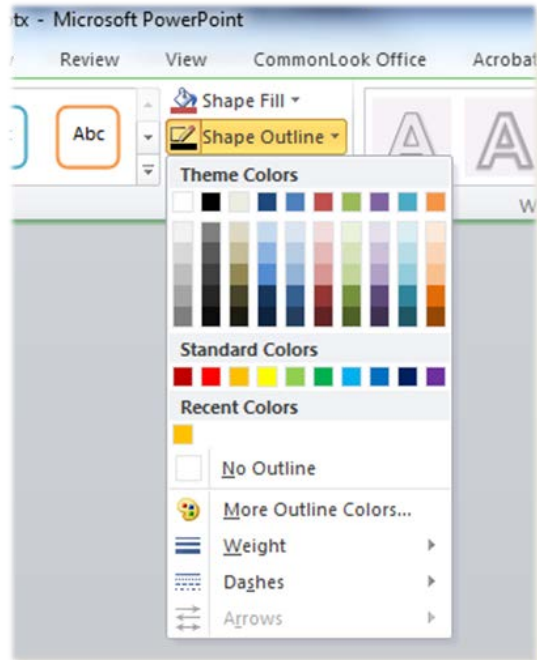 tx - Microsoft PowerPoint
Review View CommonLook Office Acrobat
Abc Shape Fill
Shape Outline A A
Theme Colors
W
Standard Colors
Recent Colors
No Outline
More Outline Colors...
Weight
Dashes
Arrows